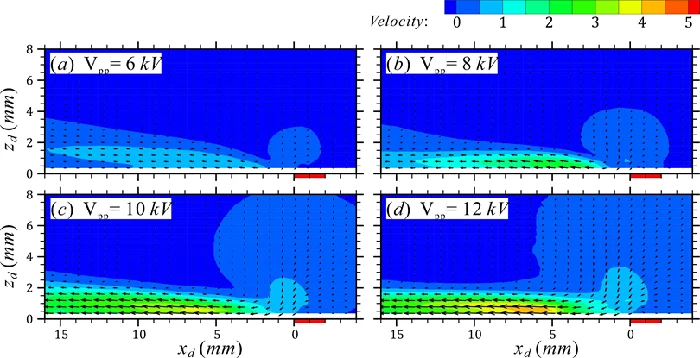 Velocity: 0 1 2 3 4 5
8 (a) Vpp= 6 kV (b) Vpp= 8 kV
6
4
2
0
zd (mm)
8 (c) Vpp= 10 kV (d) Vpp= 12 kV
6
4
2
0
zd (mm)
15 10 5 0 15 10 5 0
xd (mm) xd (mm)